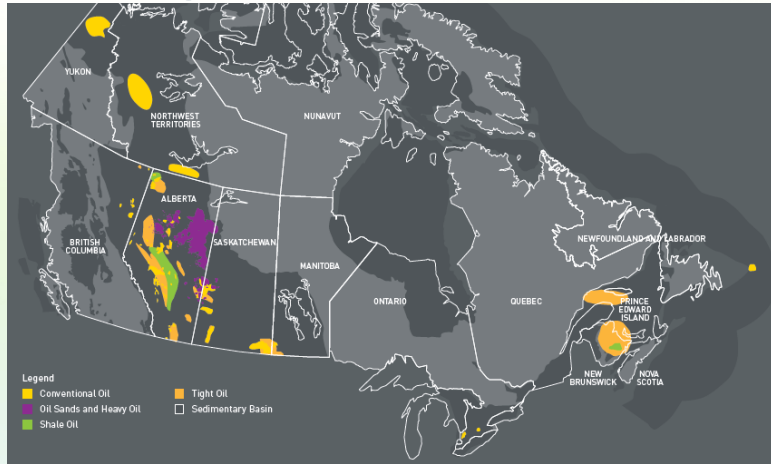 YUKON
NORTHWEST
TERRITORIES
NUNAVUT
ALBERTA
BRITISH
COLUMBIA
SASKATCHEWAN
MANITOBA
ONTARIO
QUEBEC
NEWFOUNDLAND AND LABRADOR
PRINCE
EDWARD
ISLAND
NEW
BRUNSWICK
NOVA
SCOTIA
Legend
Conventional Oil
Oil Sands and Heavy Oil
Shale Oil
Tight Oil
Sedimentary Basin